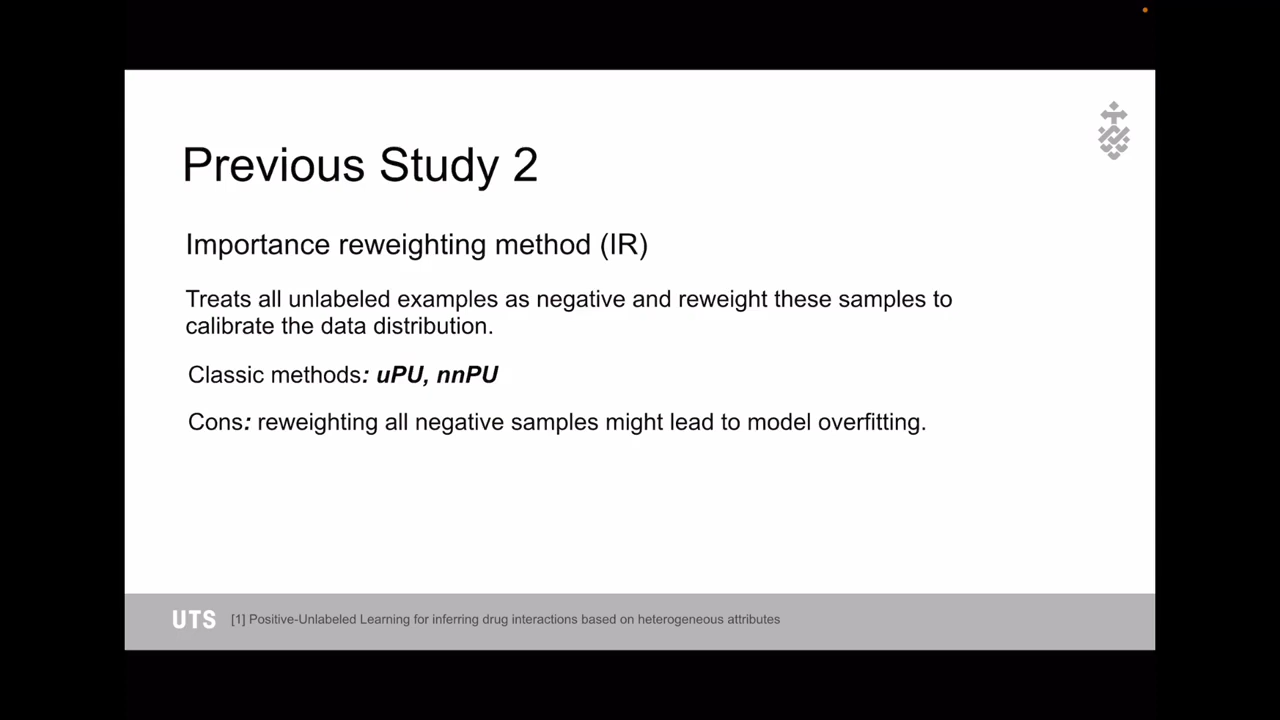 Previous Study 2
Importance reweighting method (IR)
Treats all unlabeled examples as negative and reweight these samples to
calibrate the data distribution.
Classic methods: uPU, nnPU
Cons: reweighting all negative samples might lead to model overfitting.
UTS [1] Positive-Unlabeled Learning for inferring drug interactions based on heterogeneous attributes